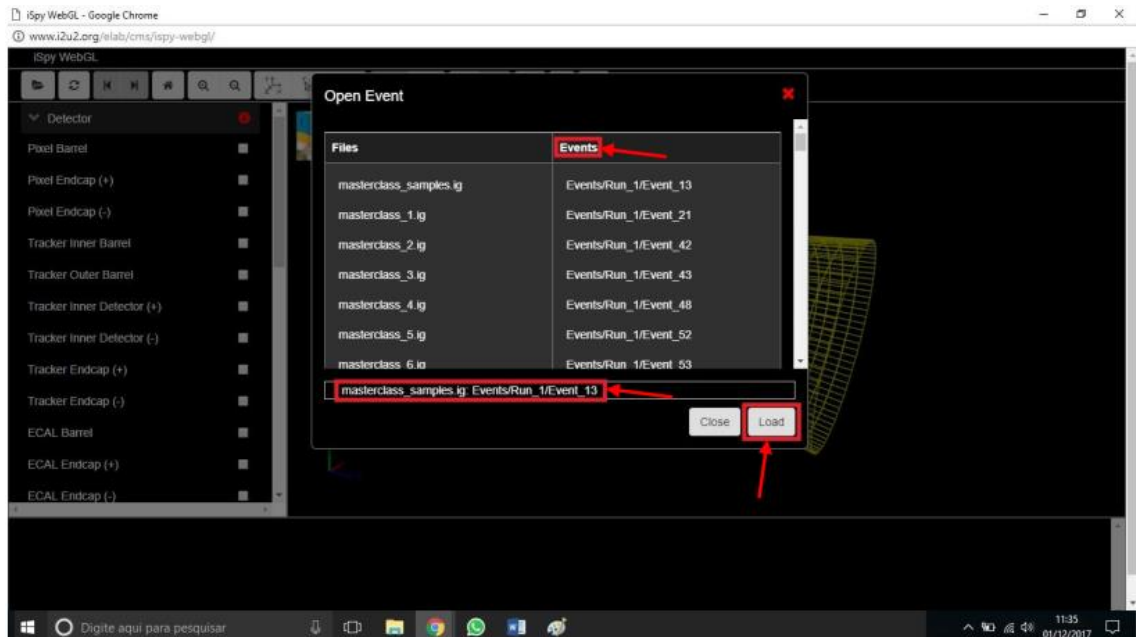 iSpy WebGL - Google Chrome
www.i2u2.org/elab/cms/ispy-webgl/
iSpy WebGL
Detector
Pixel Barrel
Pixel Endcap (+)
Pixel Endcap (-)
Tracker Inner Barrel
Tracker Outer Barrel
Tracker Inner Detector (+)
Tracker Inner Detector (-)
Tracker Endcap (+)
Tracker Endcap (-)
ECAL Barrel
ECAL Endcap (+)
ECAL Endcap (-)
Open Event
Files Events
masterclass_samples.ig Events/Run_1/Event_13
masterclass_1.ig Events/Run_1/Event_21
masterclass_2.ig Events/Run_1/Event_42
masterclass_3.ig Events/Run_1/Event_43
masterclass_4.ig Events/Run_1/Event_48
masterclass_5.ig Events/Run_1/Event_52
masterclass_6.ig Events/Run_1/Event_53
masterclass_samples.ig: Events/Run_1/Event_13
Close Load
Digite aqui para pesquisar
11:35
01/12/2017